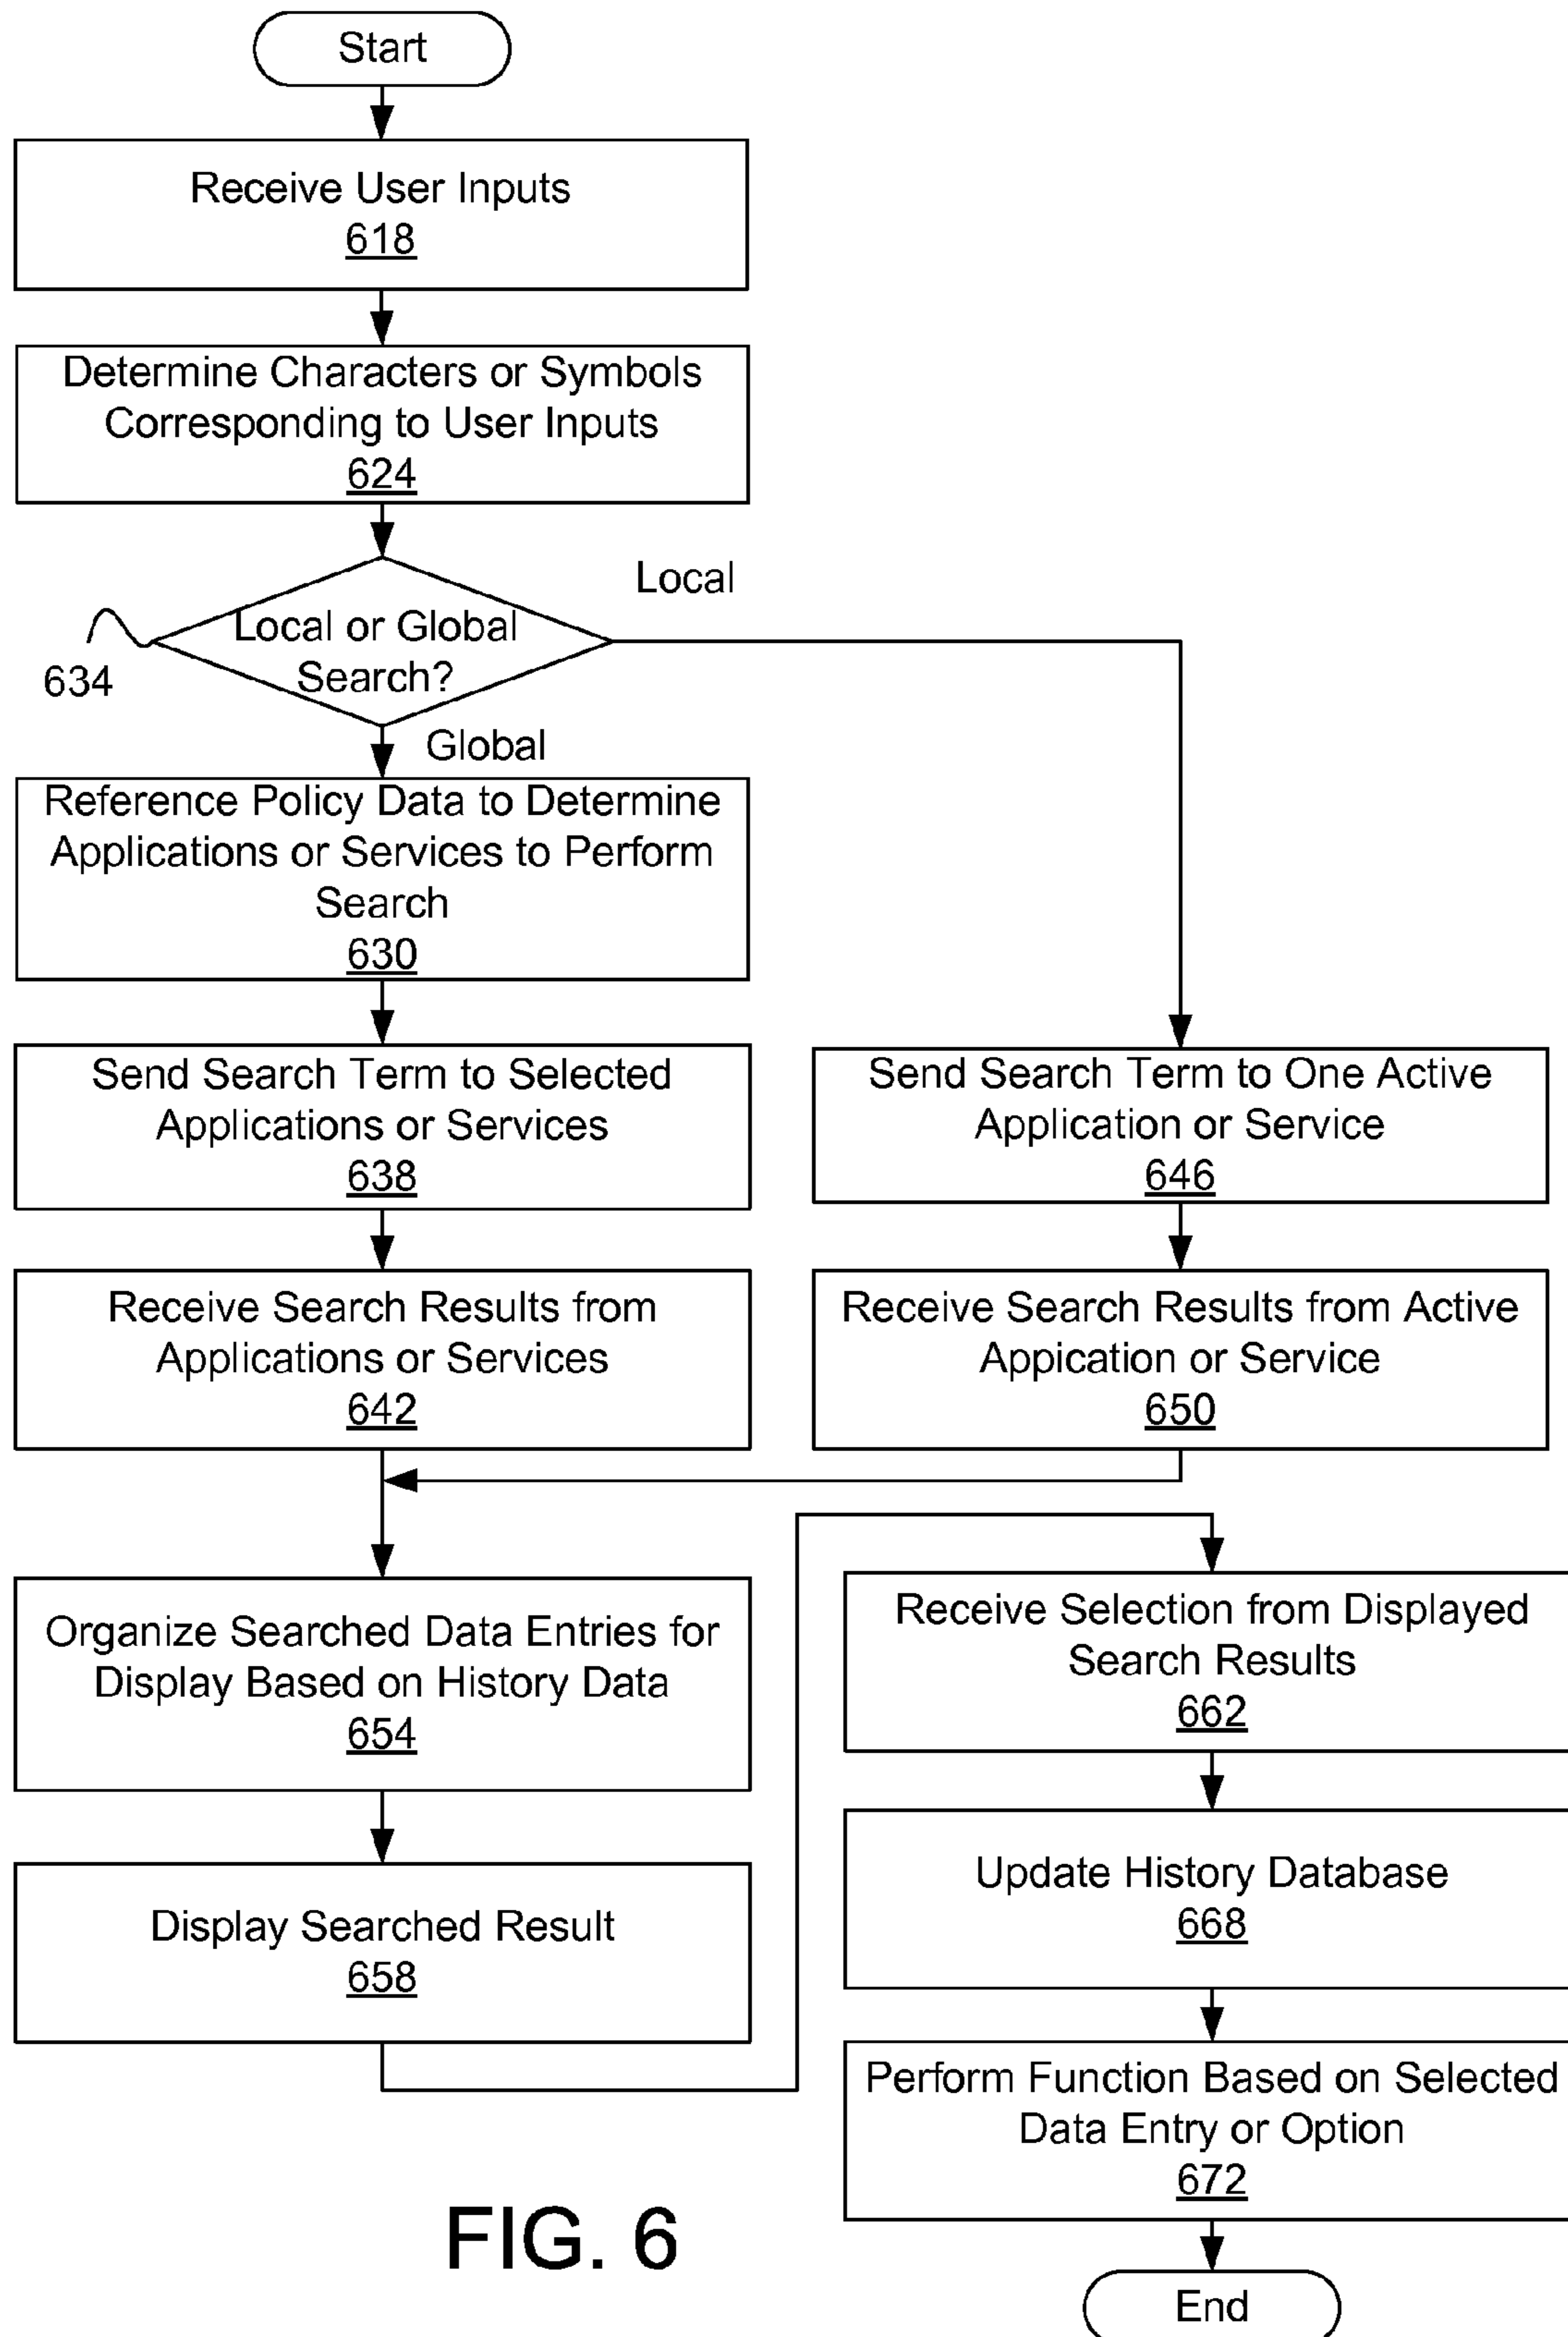 Start
Receive User Inputs
618
Determine Characters or Symbols
Corresponding to User Inputs
624
Local
Local or Global
Search?
634
Global
Reference Policy Data to Determine
Applications or Services to Perform
Search
630
Send Search Term to Selected
Applications or Services
638
Receive Search Results from
Applications or Services
642
Send Search Term to One Active
Application or Service
646
Receive Search Results from Active
Appication or Service
650
Organize Searched Data Entries for
Display Based on History Data
654
Display Searched Result
658
Receive Selection from Displayed
Search Results
662
Update History Database
668
Perform Function Based on Selected
Data Entry or Option
672
End
FIG. 6